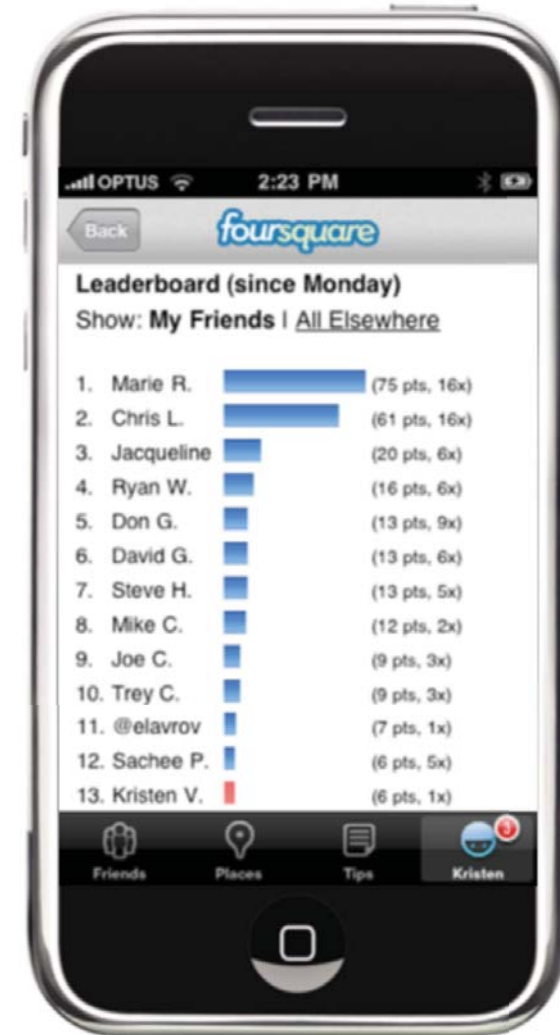 OPTUS 2:23 PM
Back foursquare
Leaderboard (since Monday)
Show: My Friends | All Elsewhere
1. Marie R. (75 pts, 16x)
2. Chris L. (61 pts, 16x)
3. Jacqueline (20 pts, 6x)
4. Ryan W. (16 pts, 6x)
5. Don G. (13 pts, 9x)
6. David G. (13 pts, 6x)
7. Steve H. (13 pts, 5x)
8. Mike C. (12 pts, 2x)
9. Joe C. (9 pts, 3x)
10. Trey C. (9 pts, 3x)
11. @elavrov (7 pts, 1x)
12. Sachee P. (6 pts, 5x)
13. Kristen V. (6 pts, 1x)
3
Friends Places Tips Kristen